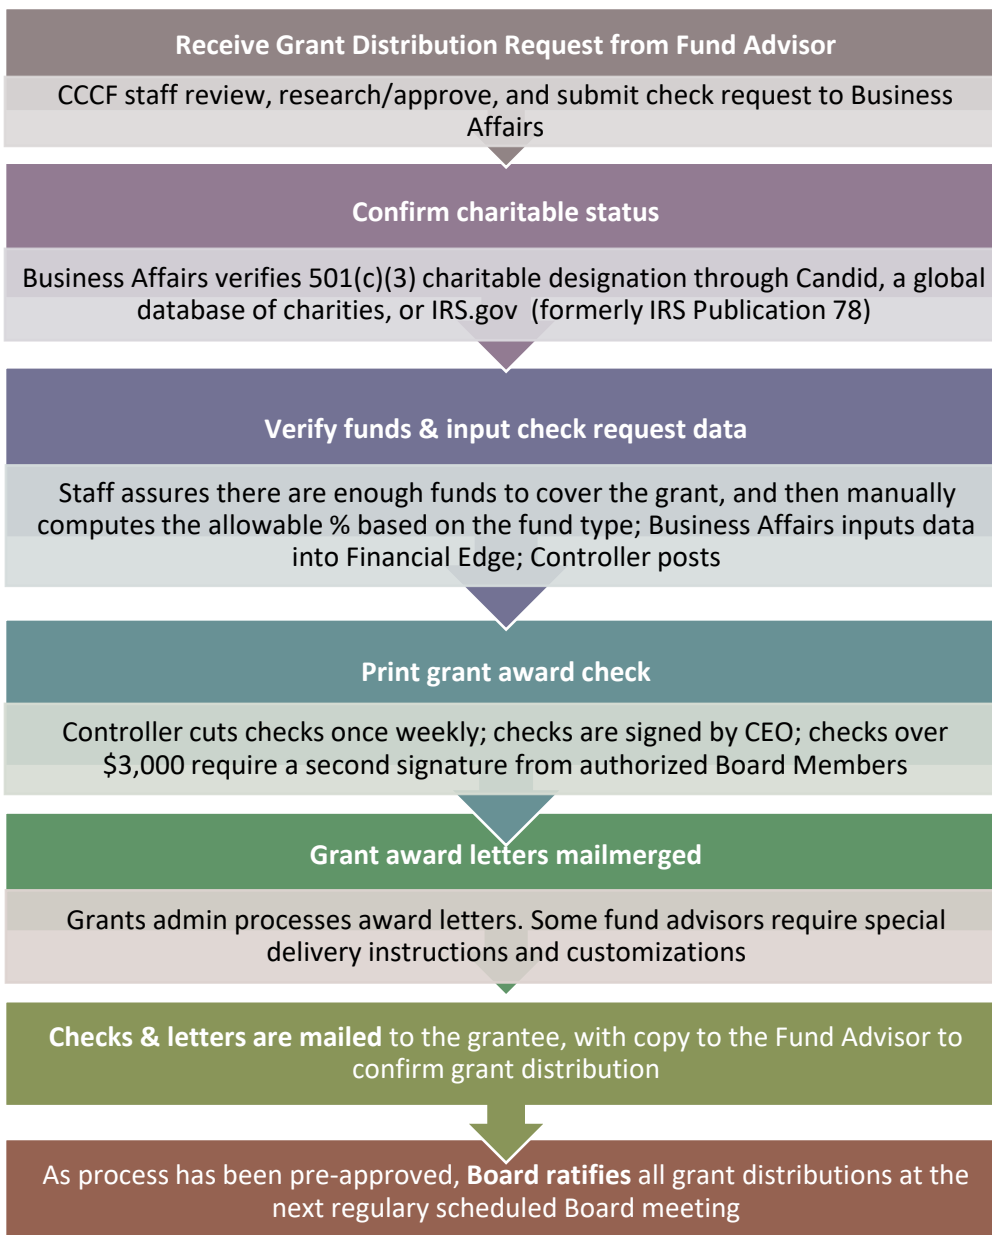 Receive Grant Distribution Request from Fund Advisor
CCCF staff review, research/approve, and submit check request to Business
Affairs
Confirm charitable status
Business Affairs verifies 501(c)(3) charitable designation through Candid, a global
database of charities, or IRS.gov  (formerly IRS Publication 78)
Verify funds & input check request data
Staff assures there are enough funds to cover the grant, and then manually
computes the allowable % based on the fund type; Business Affairs inputs data
into Financial Edge; Controller posts
Print grant award check
Controller cuts checks once weekly; checks are signed by CEO; checks over
$3,000 require a second signature from authorized Board Members
Grant award letters mailmerged
Grants admin processes award letters. Some fund advisors require special
delivery instructions and customizations
Checks & letters are mailed to the grantee, with copy to the Fund Advisor to
confirm grant distribution
As process has been pre-approved, Board ratifies all grant distributions at the
next regulary scheduled Board meeting